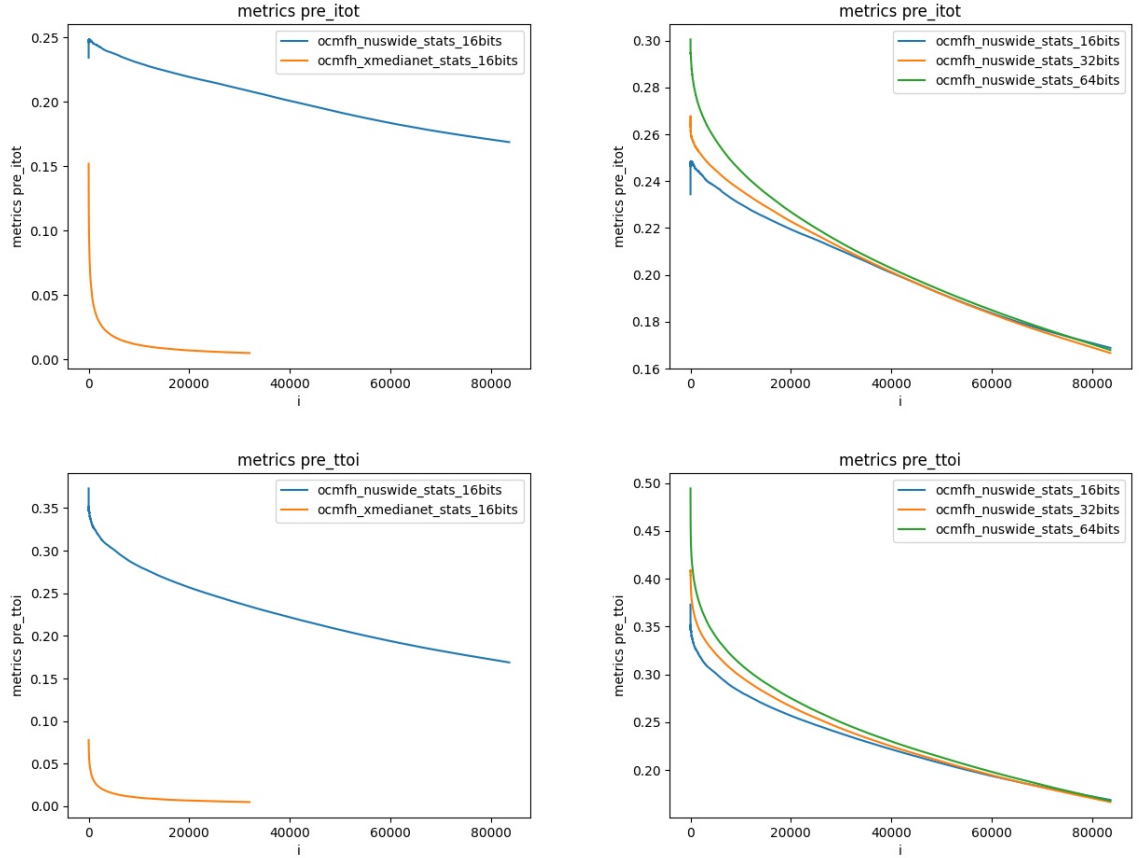 metrics pre_itot
metrics pre_itot
0.25
0.20
0.15
0.10
0.05
0.00
ocmfh_nuswide_stats_16bits
ocmfh_xmedianet_stats_16bits
0
20000
40000
60000
80000
i
metrics pre_itot
metrics pre_itot
0.30
0.28
0.26
0.24
0.22
0.20
0.18
0.16
ocmfh_nuswide_stats_16bits
ocmfh_nuswide_stats_32bits
ocmfh_nuswide_stats_64bits
0
20000
40000
60000
80000
i
metrics pre_ttoi
metrics pre_ttoi
0.35
0.30
0.25
0.20
0.15
0.10
0.05
0.00
ocmfh_nuswide_stats_16bits
ocmfh_xmedianet_stats_16bits
0
20000
40000
60000
80000
i
metrics pre_ttoi
metrics pre_ttoi
0.50
0.45
0.40
0.35
0.30
0.25
0.20
ocmfh_nuswide_stats_16bits
ocmfh_nuswide_stats_32bits
ocmfh_nuswide_stats_64bits
0
20000
40000
60000
80000
i